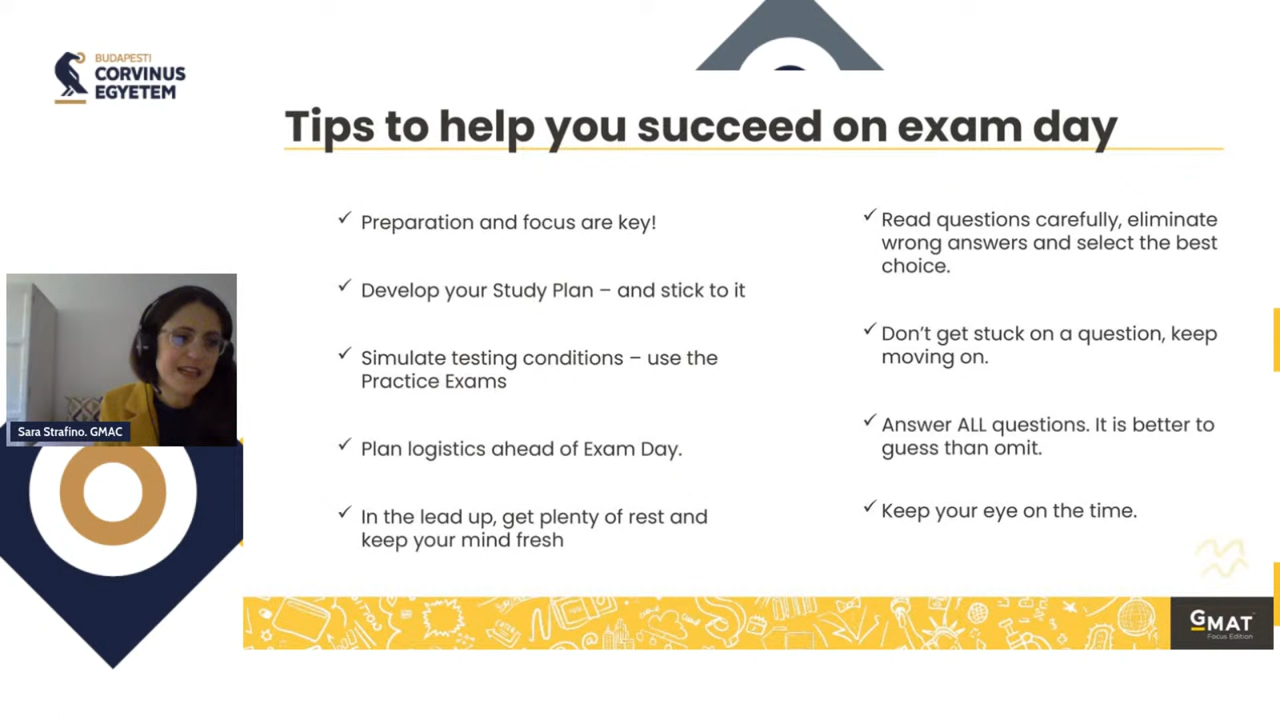 BUDAPESTI
CORVINUS
EGYETEM
Tips to help you succeed on exam day
✓ Preparation and focus are key!
✓ Develop your Study Plan – and stick to it
✓ Simulate testing conditions – use the
Practice Exams
✓ Plan logistics ahead of Exam Day.
✓ In the lead up, get plenty of rest and
keep your mind fresh
✓ Read questions carefully, eliminate
wrong answers and select the best
choice.
✓ Don’t get stuck on a question, keep
moving on.
✓ Answer ALL questions. It is better to
guess than omit.
✓ Keep your eye on the time.
Sara Strafino. GMAC
GMAT
Focus Edition